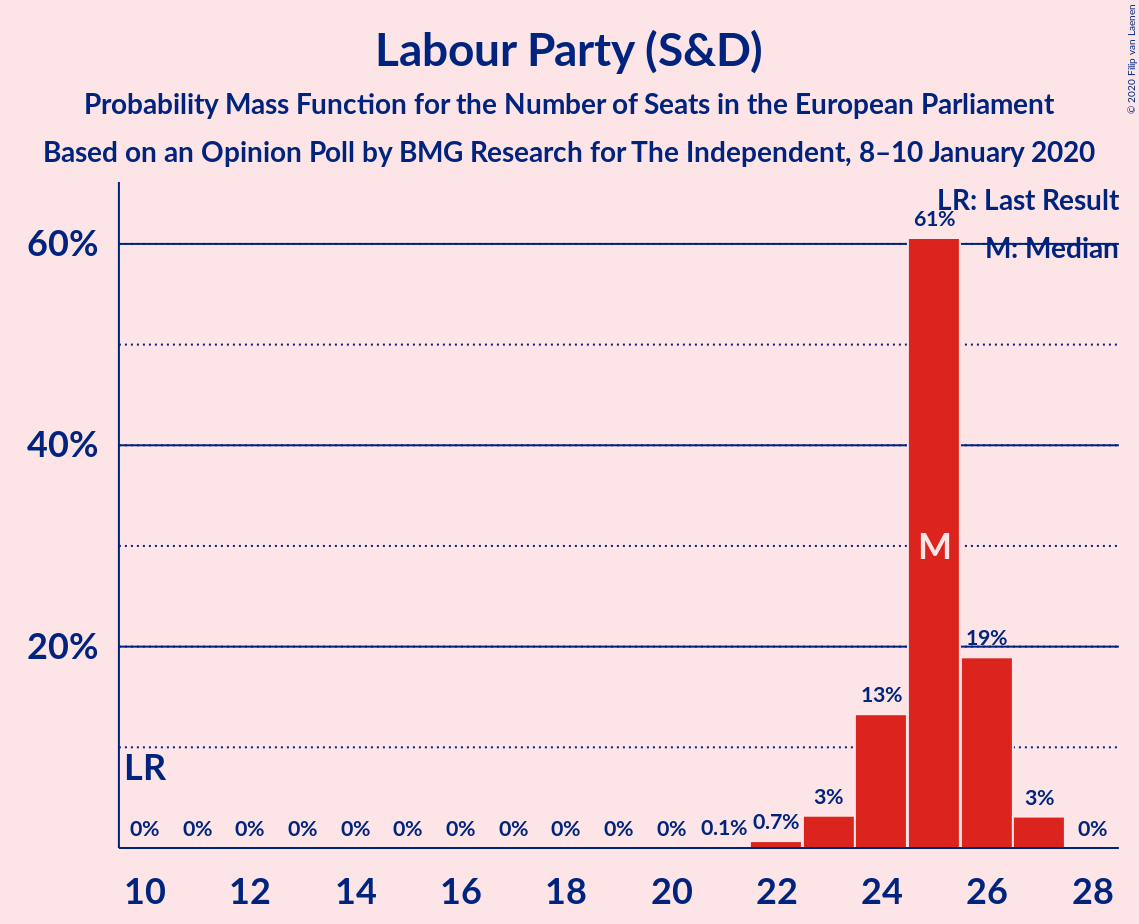 Labour Party (S&D)
Probability Mass Function for the Number of Seats in the European Parliament
Based on an Opinion Poll by BMG Research for The Independent, 8–10 January 2020
© 2020 Filip van Laenen
LR: Last Result
M: Median
60%
40%
20%
61%
M
19%
13%
LR
3%
3%
0% 0% 0% 0% 0% 0% 0% 0% 0% 0% 0% 0.1% 0.7% 0%
10 12 14 16 18 20 22 24 26 28